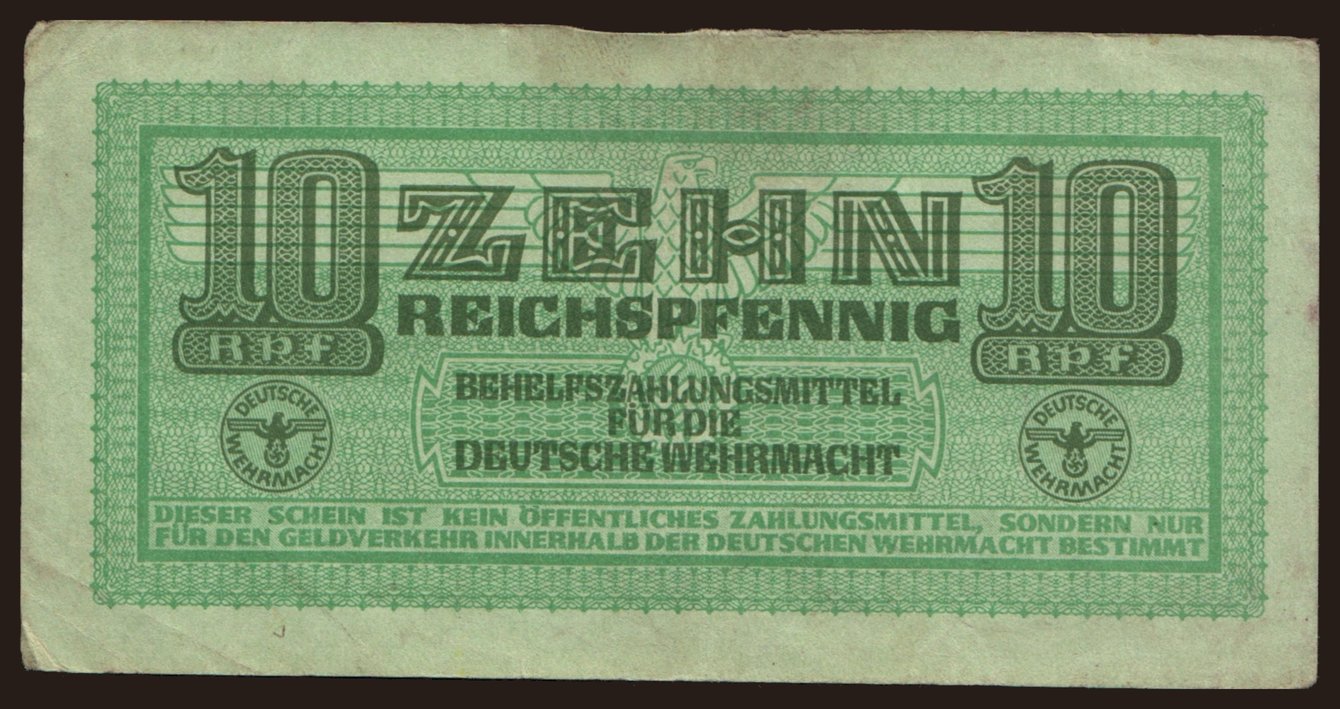 10 ZEHN 10
REICHSPFENNIG
Rpf Rpf
BEHELFSZAHLUNGSMITTEL
FÜR DIE
DEUTSCHE WEHRMACHT
DEUTSCHE WEHRMACHT
DEUTSCHE WEHRMACHT
DIESER SCHEIN IST KEIN ÖFFENTLICHES ZAHLUNGSMITTEL, SONDERN NUR
FÜR DEN GELDVERKEHR INNERHALB DER DEUTSCHEN WEHRMACHT BESTIMMT